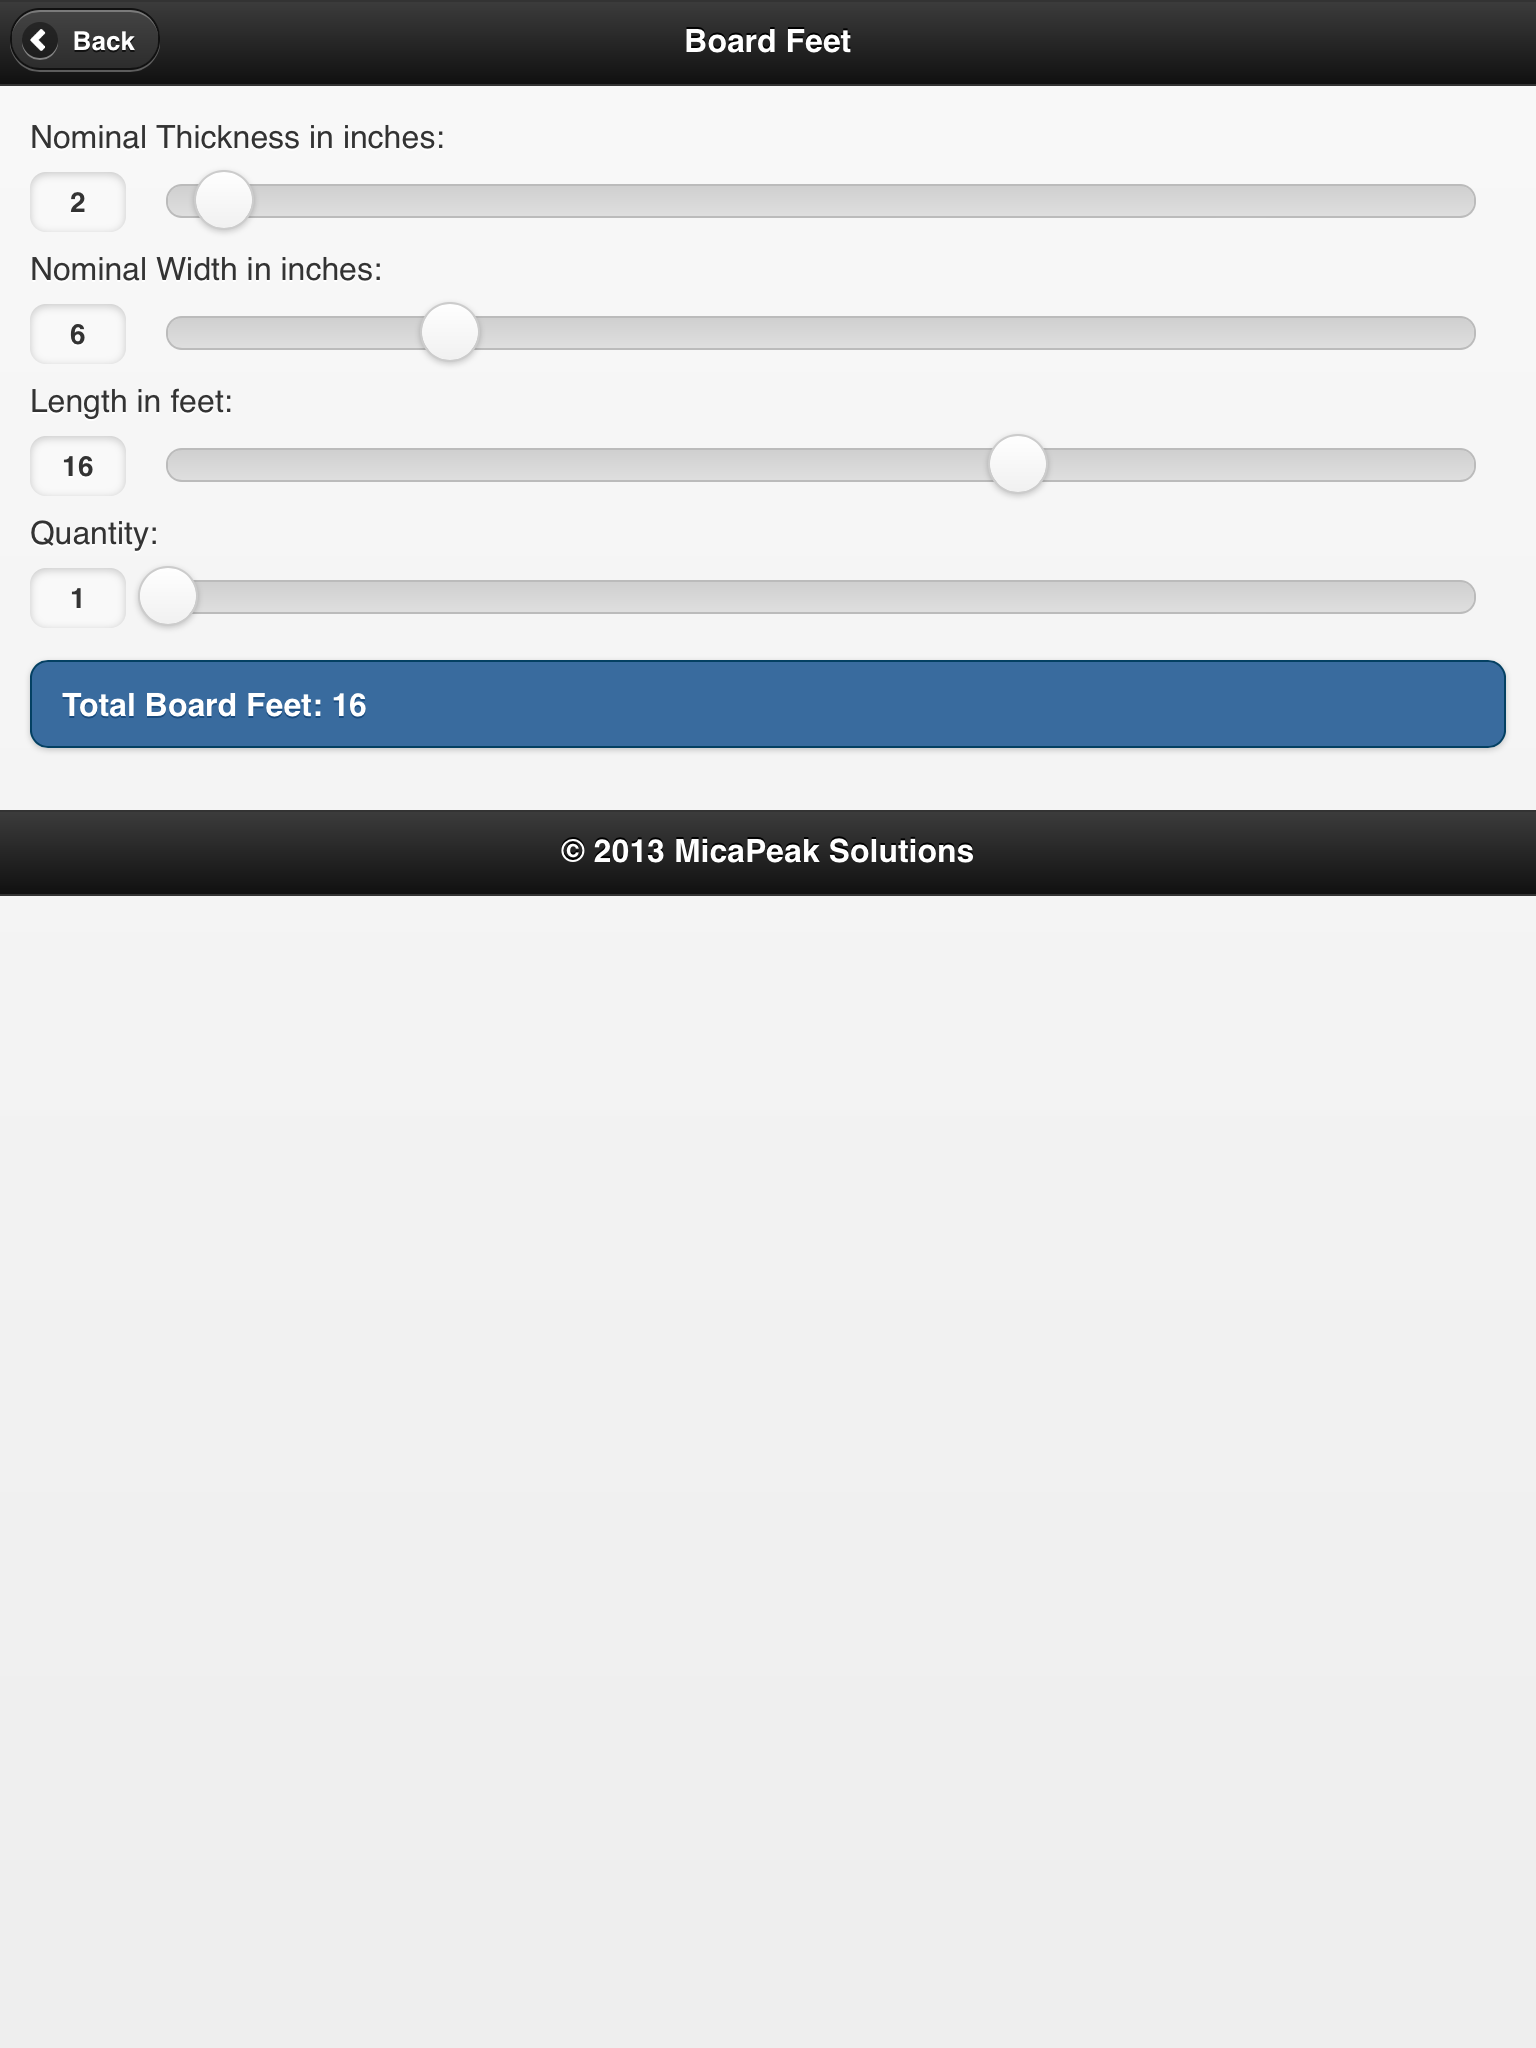 Back
Board Feet
Nominal Thickness in inches:
2
Nominal Width in inches:
6
Length in feet:
16
Quantity:
1
Total Board Feet: 16
© 2013 MicaPeak Solutions